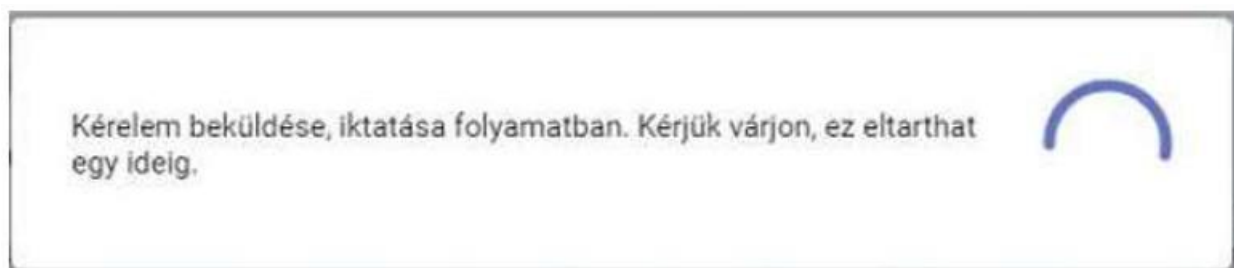 Kérelem beküldése, iktatása folyamatban. Kérjük várjon, ez eltarthat
egy ideig.